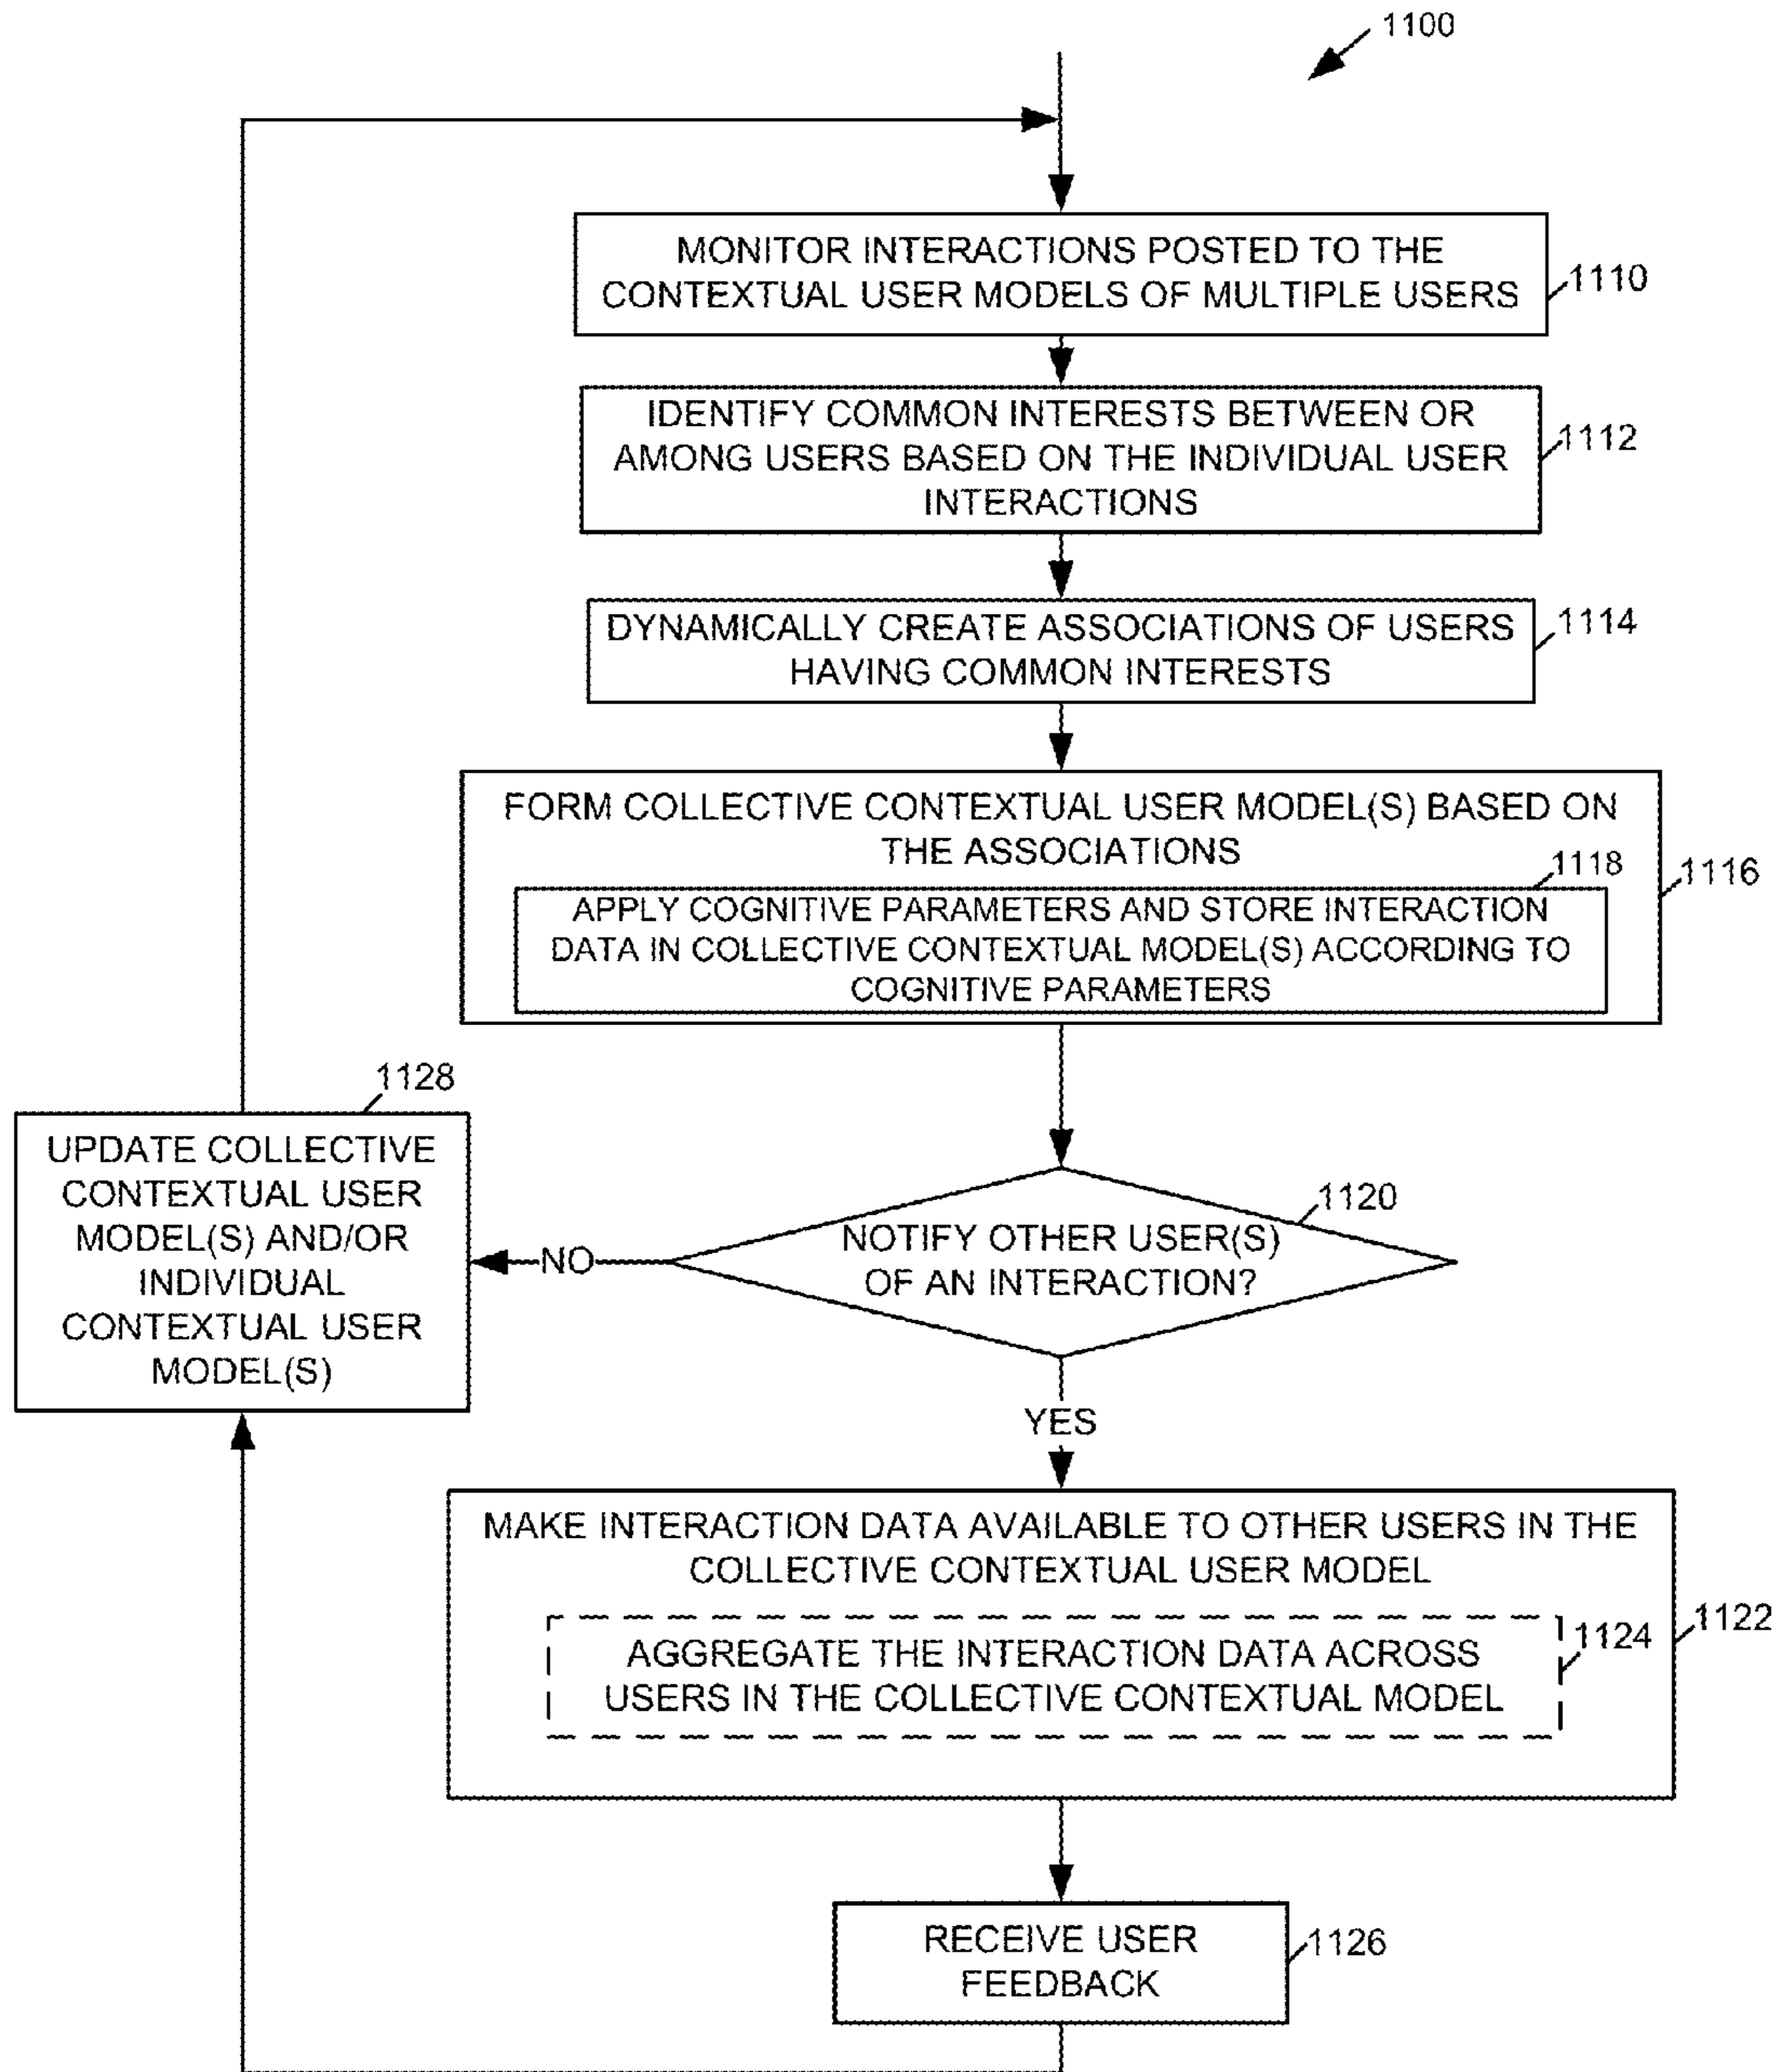 1100
MONITOR INTERACTIONS POSTED TO THE
CONTEXTUAL USER MODELS OF MULTIPLE USERS
1110
IDENTIFY COMMON INTERESTS BETWEEN OR
AMONG USERS BASED ON THE INDIVIDUAL USER
INTERACTIONS
1112
DYNAMICALLY CREATE ASSOCIATIONS OF USERS
HAVING COMMON INTERESTS
1114
FORM COLLECTIVE CONTEXTUAL USER MODEL(S) BASED ON
THE ASSOCIATIONS
1116
1118
APPLY COGNITIVE PARAMETERS AND STORE INTERACTION
DATA IN COLLECTIVE CONTEXTUAL MODEL(S) ACCORDING TO
COGNITIVE PARAMETERS
1120
NOTIFY OTHER USER(S)
OF AN INTERACTION?
NO
1128
UPDATE COLLECTIVE
CONTEXTUAL USER
MODEL(S) AND/OR
INDIVIDUAL
CONTEXTUAL USER
MODEL(S)
YES
MAKE INTERACTION DATA AVAILABLE TO OTHER USERS IN THE
COLLECTIVE CONTEXTUAL USER MODEL
1122
AGGREGATE THE INTERACTION DATA ACROSS
USERS IN THE COLLECTIVE CONTEXTUAL MODEL
1124
RECEIVE USER
FEEDBACK
1126